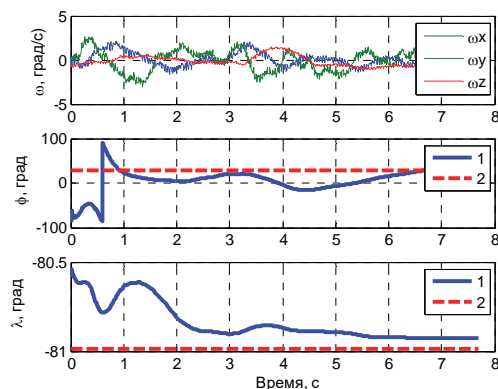 5
0
-5
ω, град/(с)
ωx
ωy
ωz
0 1 2 3 4 5 6 7 8
100
0
-100
ϕ, град
1
2
0 1 2 3 4 5 6 7 8
-80.5
-81
λ, град
1
2
0 1 2 3 4 5 6 7 8
Время, с